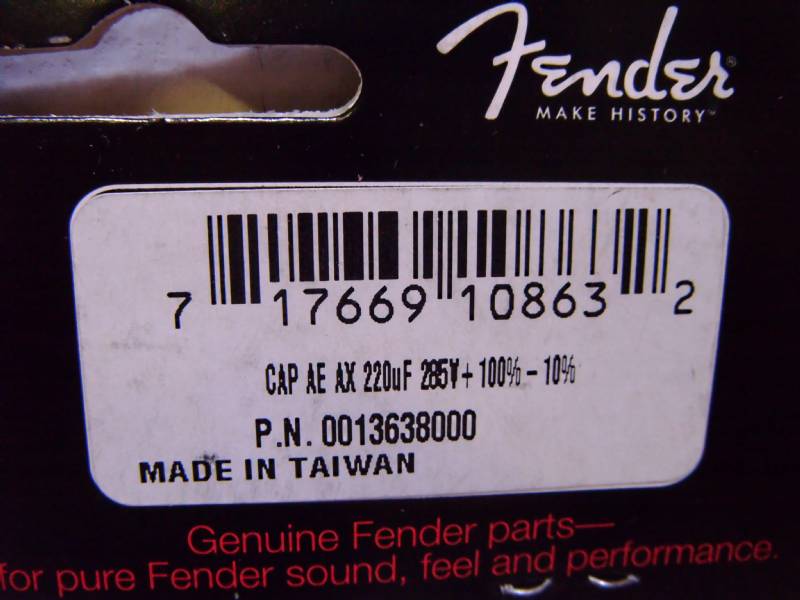 Fender®
MAKE HISTORY™
7 17669 10863 2
CAP AE AX 220uF 285V + 100% - 10%
P.N. 0013638000
MADE IN TAIWAN
Genuine Fender parts—
for pure Fender sound, feel and performance.